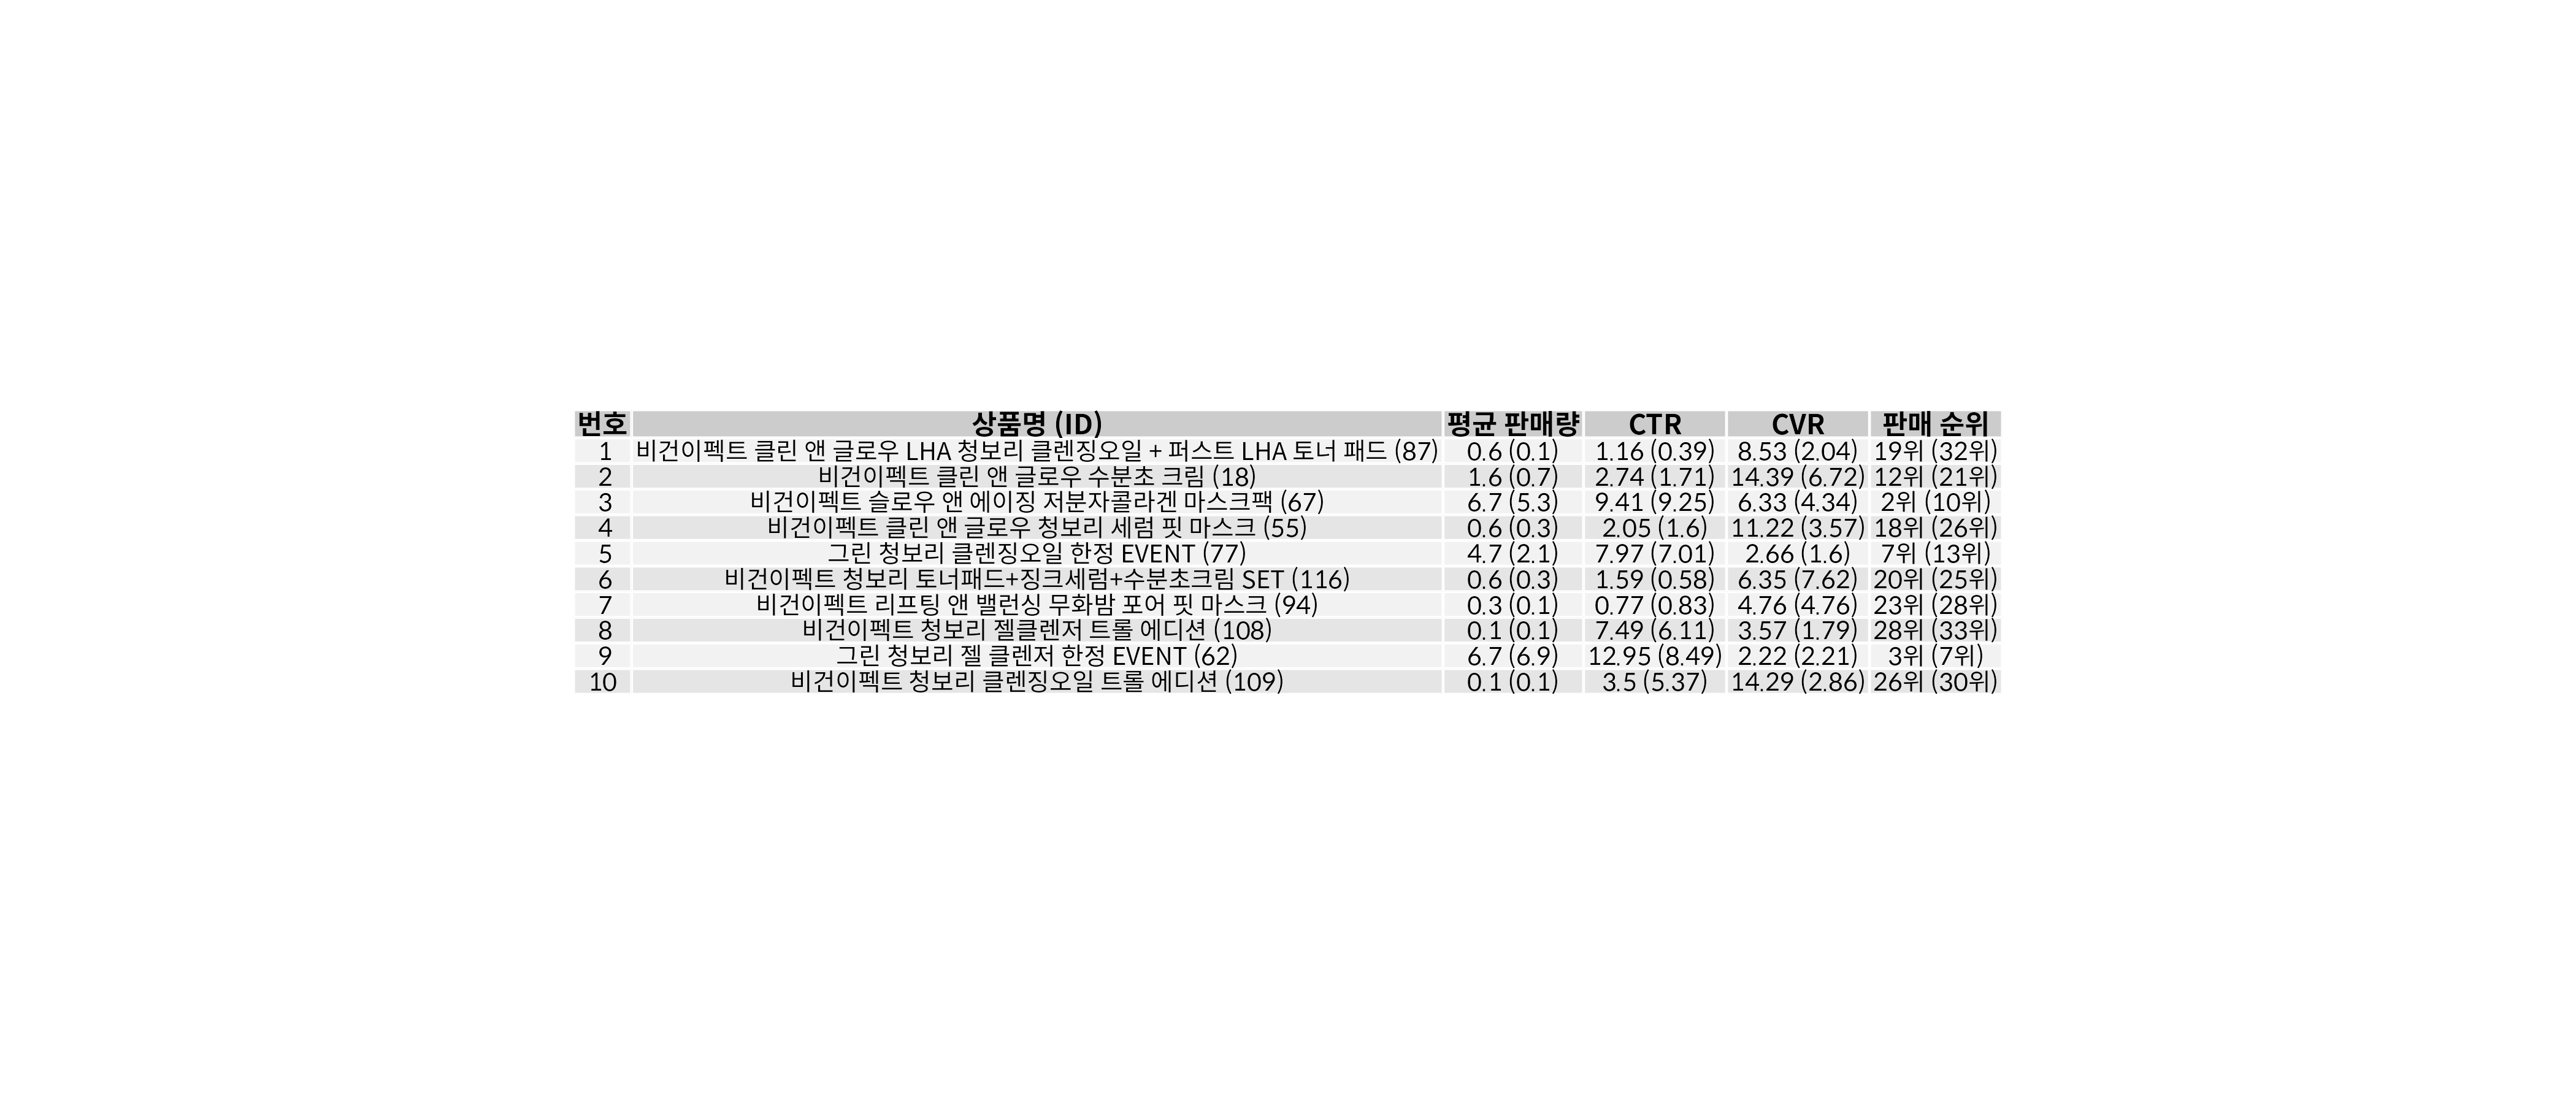 번호 상품명 (ID) 평균 판매량 CTR CVR 판매 순위
1 비건이펙트 클린 앤 글로우 LHA 청보리 클렌징오일 + 퍼스트 LHA 토너 패드 (87) 0.6 (0.1) 1.16 (0.39) 8.53 (2.04) 19위 (32위)
2 비건이펙트 클린 앤 글로우 수분초 크림 (18) 1.6 (0.7) 2.74 (1.71) 14.39 (6.72) 12위 (21위)
3 비건이펙트 슬로우 앤 에이징 저분자콜라겐 마스크팩 (67) 6.7 (5.3) 9.41 (9.25) 6.33 (4.34) 2위 (10위)
4 비건이펙트 클린 앤 글로우 청보리 세럼 핏 마스크 (55) 0.6 (0.3) 2.05 (1.6) 11.22 (3.57) 18위 (26위)
5 그린 청보리 클렌징오일 한정 EVENT (77) 4.7 (2.1) 7.97 (7.01) 2.66 (1.6) 7위 (13위)
6 비건이펙트 청보리 토너패드+징크세럼+수분초크림 SET (116) 0.6 (0.3) 1.59 (0.58) 6.35 (7.62) 20위 (25위)
7 비건이펙트 리프팅 앤 밸런싱 무화밤 포어 핏 마스크 (94) 0.3 (0.1) 0.77 (0.83) 4.76 (4.76) 23위 (28위)
8 비건이펙트 청보리 젤클렌저 트롤 에디션 (108) 0.1 (0.1) 7.49 (6.11) 3.57 (1.79) 28위 (33위)
9 그린 청보리 젤 클렌저 한정 EVENT (62) 6.7 (6.9) 12.95 (8.49) 2.22 (2.21) 3위 (7위)
10 비건이펙트 청보리 클렌징오일 트롤 에디션 (109) 0.1 (0.1) 3.5 (5.37) 14.29 (2.86) 26위 (30위)